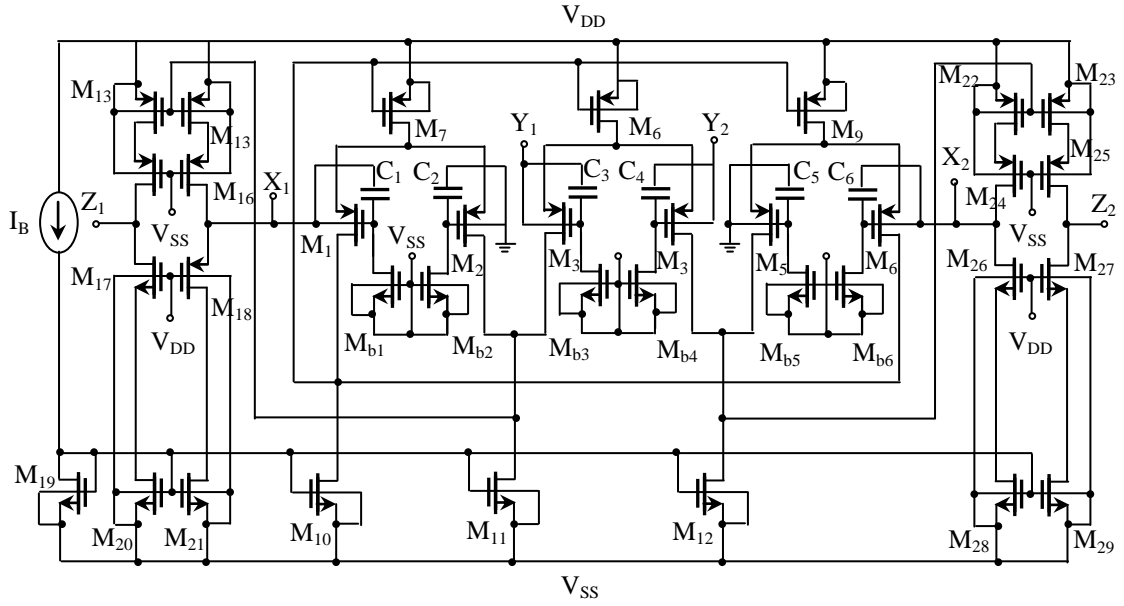 V_DD
M_13
M_22
M_23
M_13
M_7
Y_1
M_6
Y_2
M_9
M_25
M_16
X_1
C_1
C_2
C_3
C_4
C_5
C_6
X_2
M_24
I_B
Z_1
V_SS
M_1
V_SS
M_2
M_3
M_3
M_5
M_6
V_SS
Z_2
M_17
M_18
M_26
M_27
V_DD
M_b1
M_b2
M_b3
M_b4
M_b5
M_b6
V_DD
M_19
M_20
M_21
M_10
M_11
M_12
M_28
M_29
V_SS